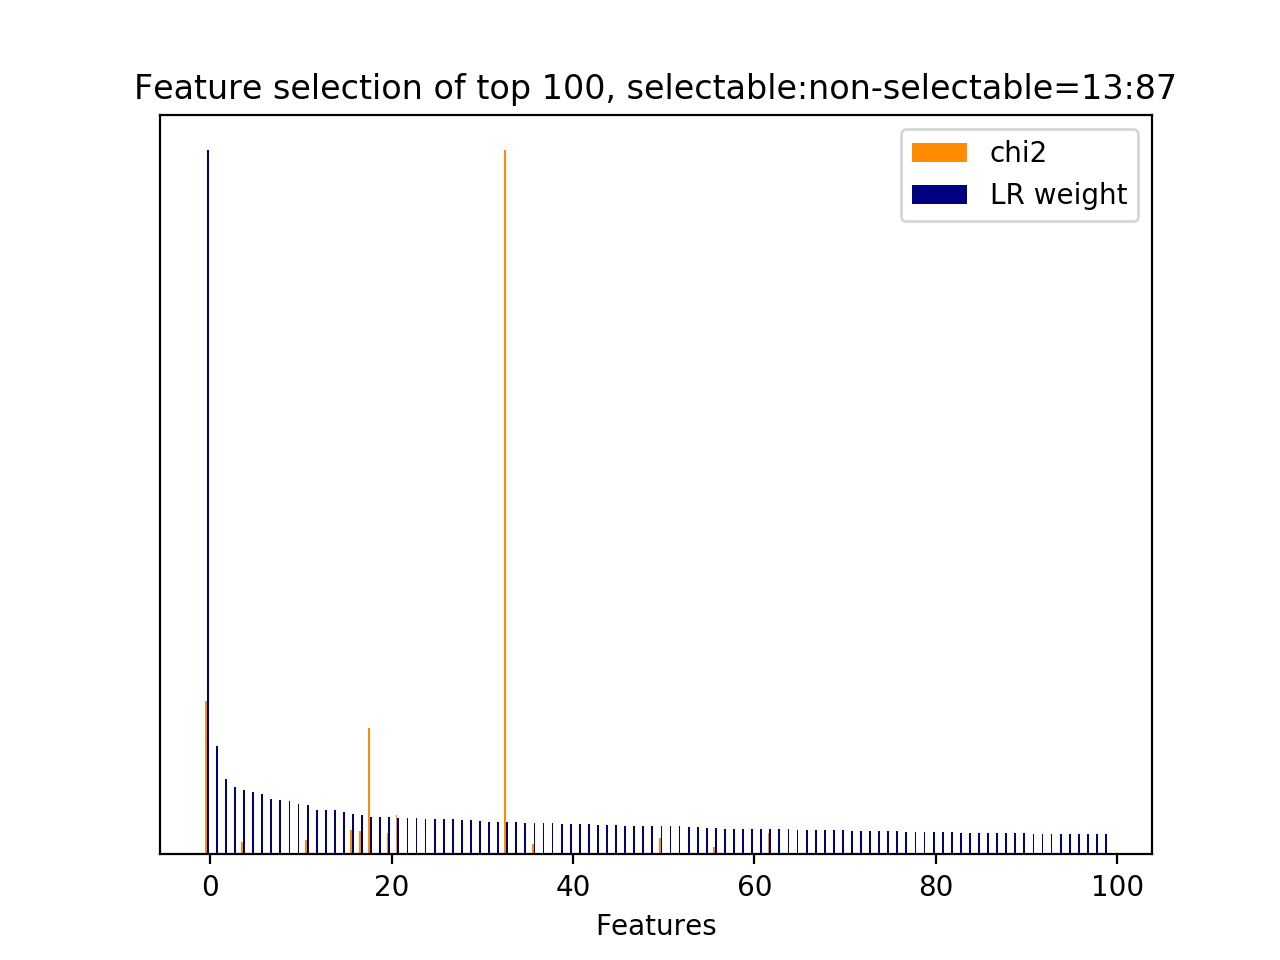 Feature selection of top 100, selectable:non-selectable=13:87
chi2
LR weight
0 20 40 60 80 100
Features